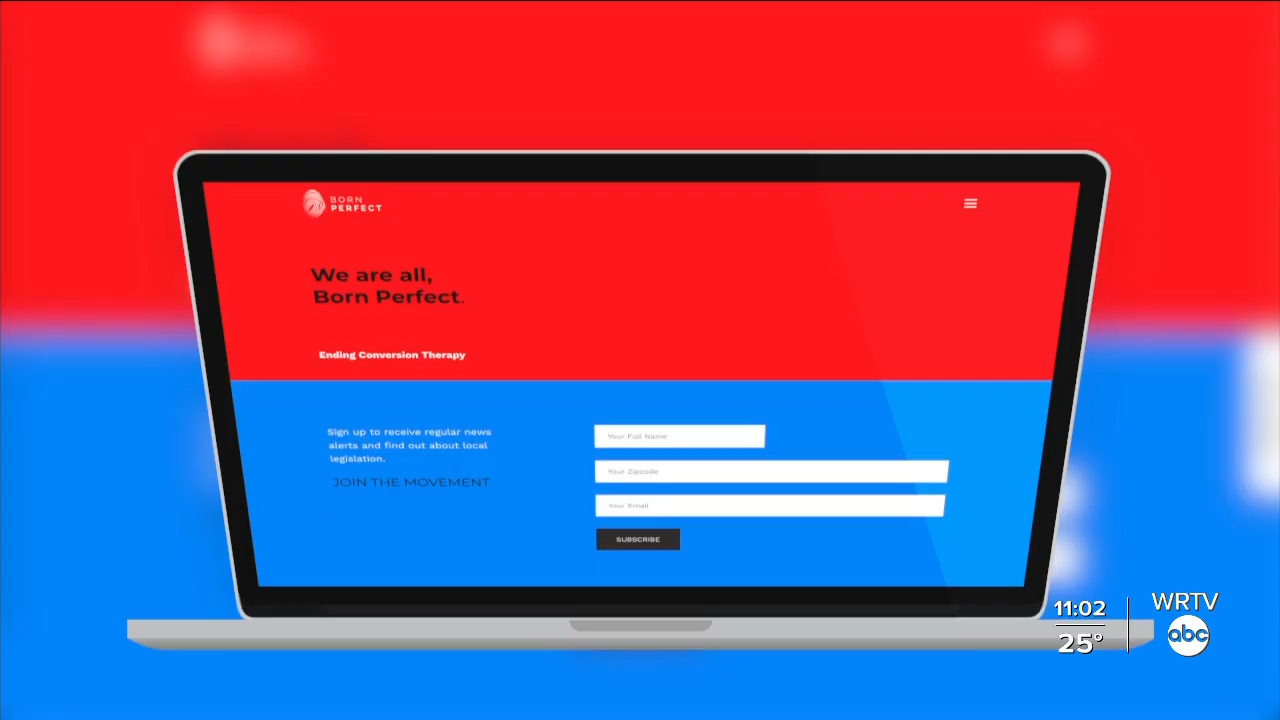 BORN
PERFECT
We are all,
Born Perfect.
Ending Conversion Therapy
Sign up to receive regular news
alerts and find out about local
legislation.
JOIN THE MOVEMENT
Your Full Name
Your Zipcode
Your Email
SUBSCRIBE
11:02
25°
WRTV
abc